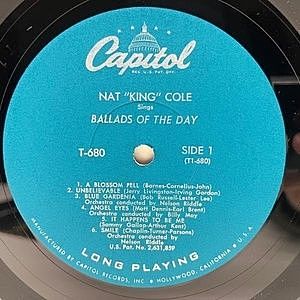 Capitol
REG. U.S. PAT. OFF.
NAT "KING" COLE
Sings
BALLADS OF THE DAY
T-680
SIDE 1
(T1-680)
1. A BLOSSOM FELL (Barnes-Cornelius-John)
2. UNBELIEVABLE (Jerry Livingston-Irving Gordon)
3. BLUE GARDENIA (Bob Russell-Lester Lee)
Orchestra conducted by Nelson Riddle
4. ANGEL EYES (Matt Dennis-Earl Brent)
Orchestra conducted by Billy May
5. IT HAPPENS TO BE ME
(Sammy Gallop-Arthur Kent)
6. SMILE (Chaplin-Turner-Parsons)
Orchestra conducted by
Nelson Riddle
U.S. Pat. No. 2,631,859
LONG PLAYING
MANUFACTURED BY CAPITOL RECORDS, INC. • HOLLYWOOD, CALIFORNIA • U.S.A.